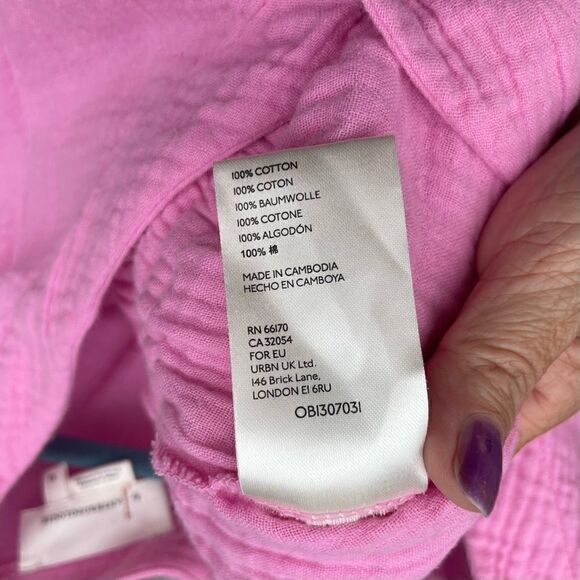 100% COTTON
100% COTON
100% BAUMWOLLE
100% COTONE
100% ALGODÓN
100% 棉
MADE IN CAMBODIA
HECHO EN CAMBOYA
RN 66170
CA 32054
FOR EU
URBN UK Ltd.
146 Brick Lane,
LONDON E1 6RU
OB1307031